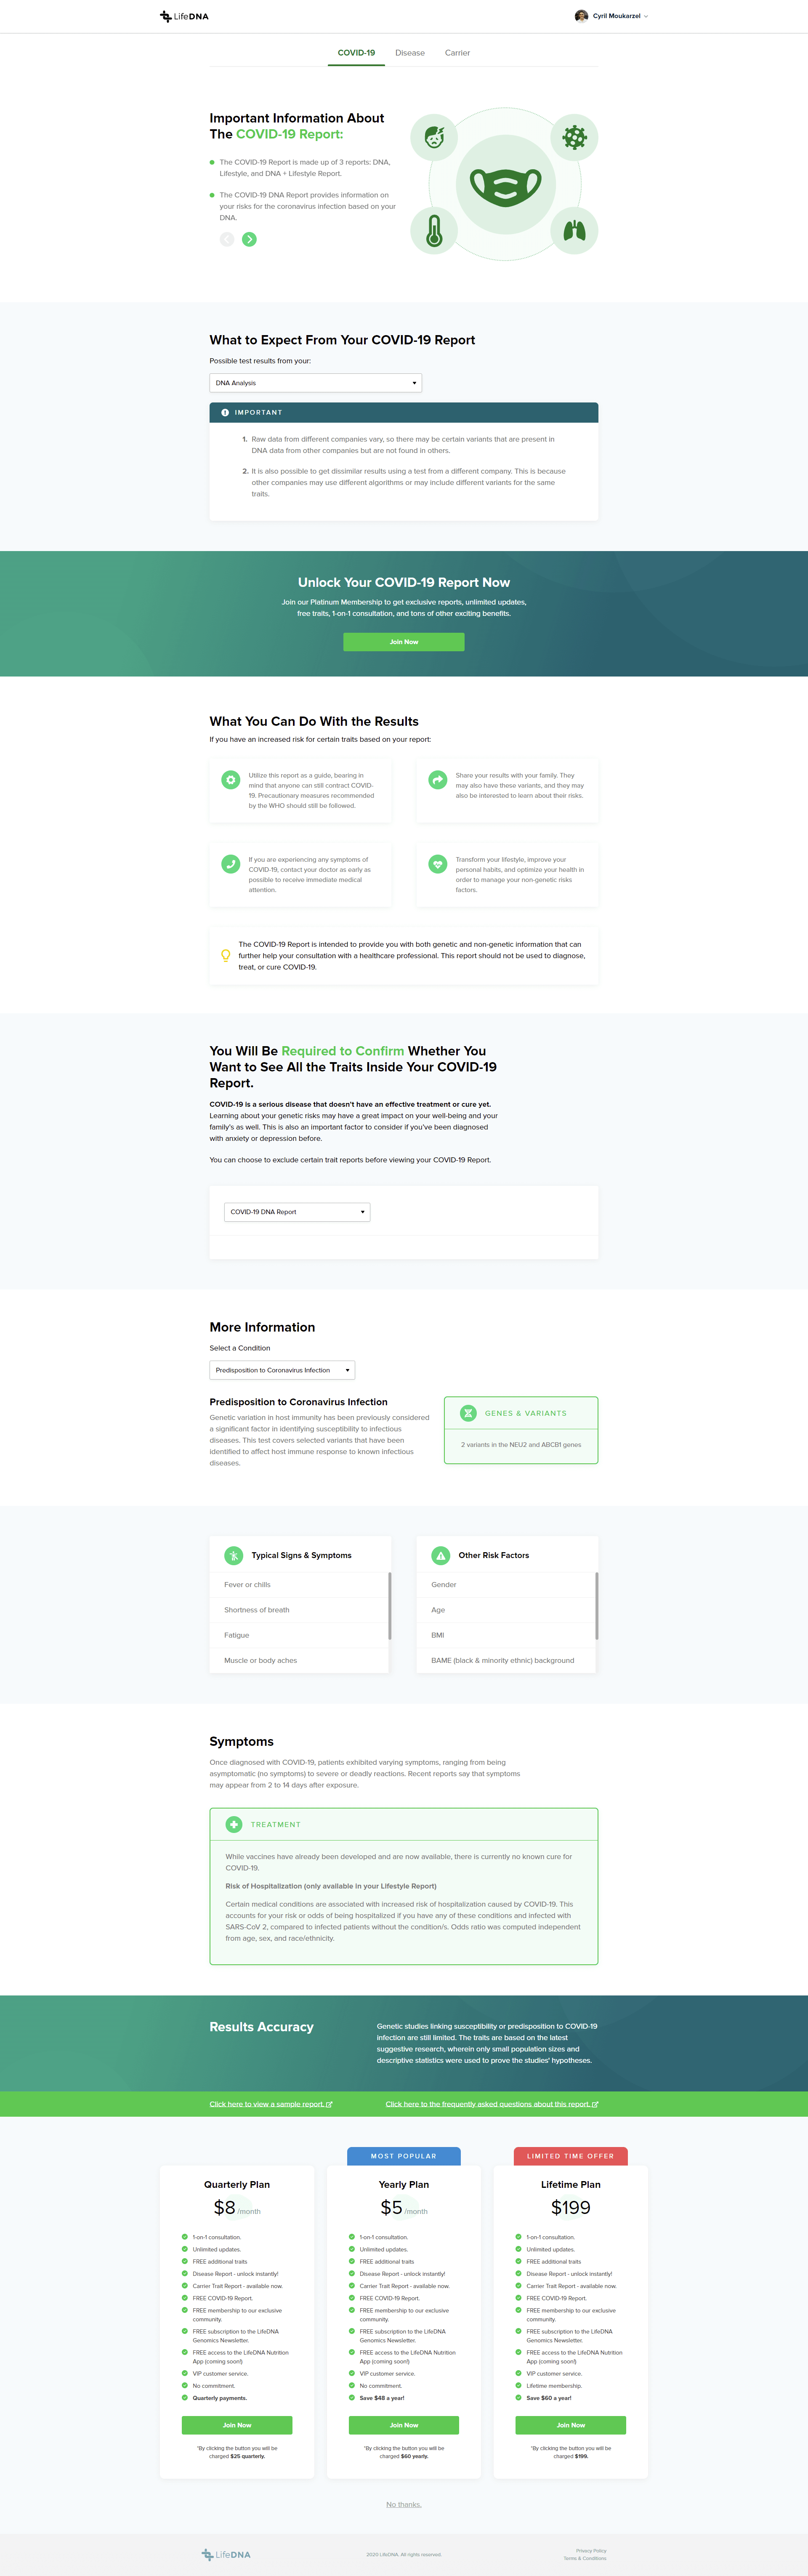 LifeDNA
Cyril Moukarzel
COVID-19 Disease Carrier
Important Information About
The COVID-19 Report:
The COVID-19 Report is made up of 3 reports: DNA,
Lifestyle, and DNA + Lifestyle Report.
The COVID-19 DNA Report provides information on
your risks for the coronavirus infection based on your
DNA.
What to Expect From Your COVID-19 Report
Possible test results from your:
DNA Analysis
IMPORTANT
1. Raw data from different companies vary, so there may be certain variants that are present in
DNA data from other companies but are not found in others.
2. It is also possible to get dissimilar results using a test from a different company. This is because
other companies may use different algorithms or may include different variants for the same
traits.
Unlock Your COVID-19 Report Now
Join our Platinum Membership to get exclusive reports, unlimited updates,
free traits, 1-on-1 consultation, and tons of other exciting benefits.
Join Now
What You Can Do With the Results
If you have an increased risk for certain traits based on your report:
Utilize this report as a guide, bearing in
mind that anyone can still contract COVID-
19. Precautionary measures recommended
by the WHO should still be followed.
Share your results with your family. They
may also have these variants, and they may
also be interested to learn about their risks.
If you are experiencing any symptoms of
COVID-19, contact your doctor as early as
possible to receive immediate medical
attention.
Transform your lifestyle, improve your
personal habits, and optimize your health in
order to manage your non-genetic risks
factors.
The COVID-19 Report is intended to provide you with both genetic and non-genetic information that can
further help your consultation with a healthcare professional. This report should not be used to diagnose,
treat, or cure COVID-19.
You Will Be Required to Confirm Whether You
Want to See All the Traits Inside Your COVID-19
Report.
COVID-19 is a serious disease that doesn't have an effective treatment or cure yet.
Learning about your genetic risks may have a great impact on your well-being and your
family's as well. This is also an important factor to consider if you've been diagnosed
with anxiety or depression before.
You can choose to exclude certain trait reports before viewing your COVID-19 Report.
COVID-19 DNA Report
More Information
Select a Condition
Predisposition to Coronavirus Infection
Predisposition to Coronavirus Infection
Genetic variation in host immunity has been previously considered
a significant factor in identifying susceptibility to infectious
diseases. This test covers selected variants that have been
identified to affect host immune response to known infectious
diseases.
GENES & VARIANTS
2 variants in the NEU2 and ABCB1 genes
Typical Signs & Symptoms
Fever or chills
Shortness of breath
Fatigue
Muscle or body aches
Other Risk Factors
Gender
Age
BMI
BAME (black & minority ethnic) background
Symptoms
Once diagnosed with COVID-19, patients exhibited varying symptoms, ranging from being
asymptomatic (no symptoms) to severe or deadly reactions. Recent reports say that symptoms
may appear from 2 to 14 days after exposure.
TREATMENT
While vaccines have already been developed and are now available, there is currently no known cure for
COVID-19.
Risk of Hospitalization (only available in your Lifestyle Report)
Certain medical conditions are associated with increased risk of hospitalization caused by COVID-19. This
accounts for your risk or odds of being hospitalized if you have any of these conditions and infected with
SARS-CoV 2, compared to infected patients without the condition/s. Odds ratio was computed independent
from age, sex, and race/ethnicity.
Results Accuracy
Genetic studies linking susceptibility or predisposition to COVID-19
infection are still limited. The traits are based on the latest
suggestive research, wherein only small population sizes and
descriptive statistics were used to prove the studies' hypotheses.
Click here to view a sample report.
Click here to the frequently asked questions about this report.
Quarterly Plan
$8 /month
1-on-1 consultation.
Unlimited updates.
FREE additional traits
Disease Report - unlock instantly!
Carrier Trait Report - available now.
FREE COVID-19 Report.
FREE membership to our exclusive
community.
FREE subscription to the LifeDNA
Genomics Newsletter.
FREE access to the LifeDNA Nutrition
App (coming soon!)
VIP customer service.
No commitment.
Quarterly payments.
Join Now
*By clicking the button you will be
charged $25 quarterly.
MOST POPULAR
Yearly Plan
$5 /month
1-on-1 consultation.
Unlimited updates.
FREE additional traits
Disease Report - unlock instantly!
Carrier Trait Report - available now.
FREE COVID-19 Report.
FREE membership to our exclusive
community.
FREE subscription to the LifeDNA
Genomics Newsletter.
FREE access to the LifeDNA Nutrition
App (coming soon!)
VIP customer service.
No commitment.
Save $48 a year!
Join Now
*By clicking the button you will be
charged $60 yearly.
LIMITED TIME OFFER
Lifetime Plan
$199
1-on-1 consultation.
Unlimited updates.
FREE additional traits
Disease Report - unlock instantly!
Carrier Trait Report - available now.
FREE COVID-19 Report.
FREE membership to our exclusive
community.
FREE subscription to the LifeDNA
Genomics Newsletter.
FREE access to the LifeDNA Nutrition
App (coming soon!)
VIP customer service.
Lifetime membership.
Save $60 a year!
Join Now
*By clicking the button you will be
charged $199.
No thanks.
LifeDNA
2020 LifeDNA. All rights reserved.
Privacy Policy
Terms & Conditions